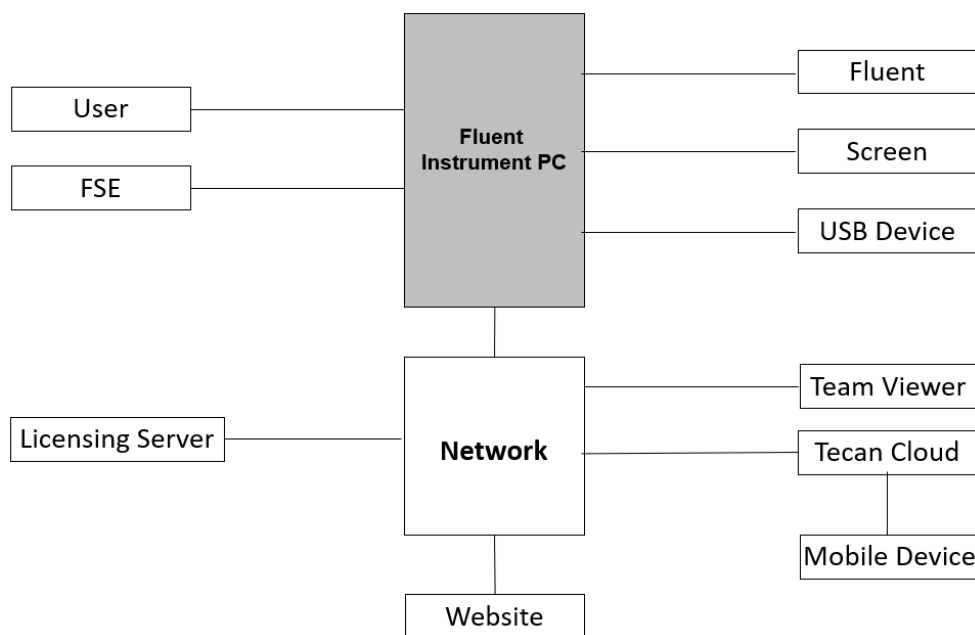 Fluent
Instrument PC
User
FSE
Fluent
Screen
USB Device
Network
Licensing Server
Team Viewer
Tecan Cloud
Mobile Device
Website